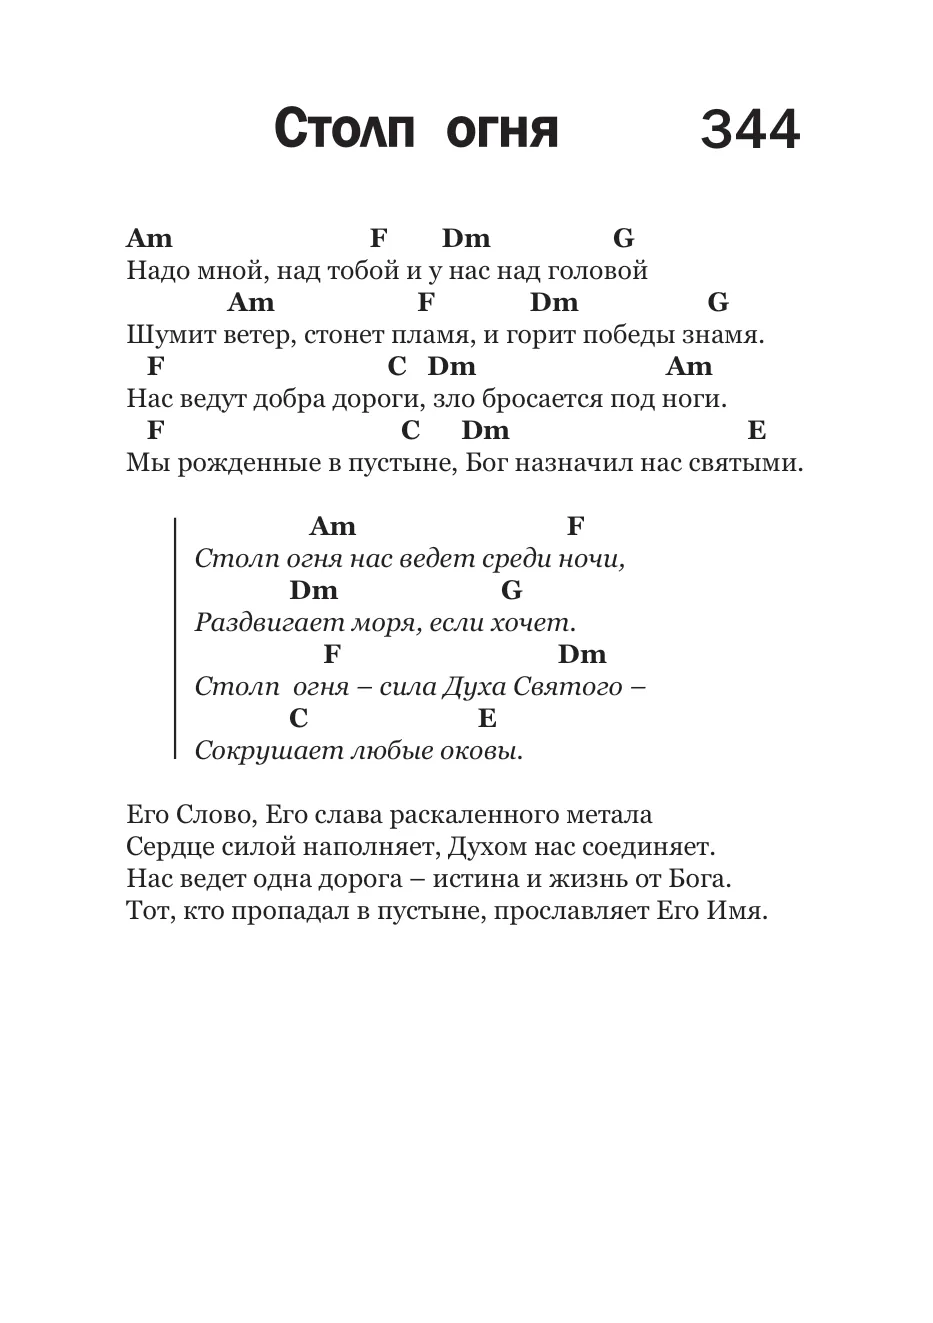 Столп огня 344
Am F Dm G
Надо мной, над тобой и у нас над головой
Am F Dm G
Шумит ветер, стонет пламя, и горит победы знамя.
F C Dm Am
Нас ведут добра дороги, зло бросается под ноги.
F C Dm E
Мы рожденные в пустыне, Бог назначил нас святыми.
Am F
Столп огня нас ведет среди ночи,
Dm G
Раздвигает моря, если хочет.
F Dm
Столп огня – сила Духа Святого –
C E
Сокрушает любые оковы.
Его Слово, Его слава раскаленного метала
Сердце силой наполняет, Духом нас соединяет.
Нас ведет одна дорога – истина и жизнь от Бога.
Тот, кто пропадал в пустыне, прославляет Его Имя.